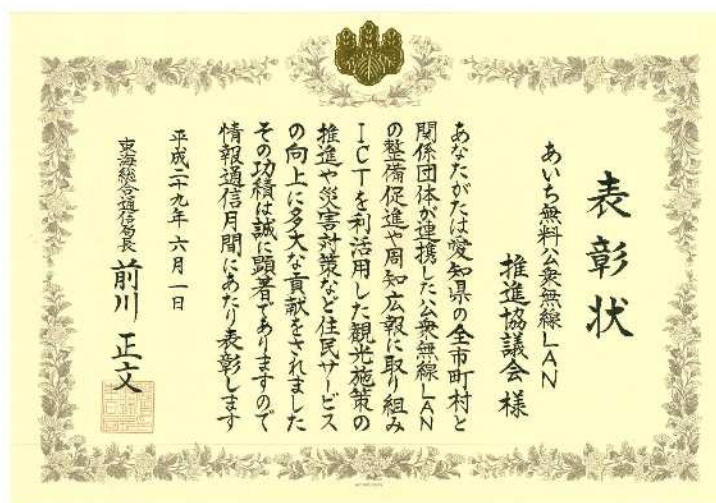 表彰状
あいち無料公衆無線LAN
推進協議会様
あなたがたは愛知県の全市町村と
関係団体が連携した公衆無線LAN
の整備促進や周知広報に取り組み
ICTを利活用した観光施策の
推進や災害対策など住民サービス
の向上に多大な貢献をされました
その功績は誠に顕著でありますので
情報通信月間にあたり表彰します
平成二十九年六月一日
東海総合通信局長 前川 正文